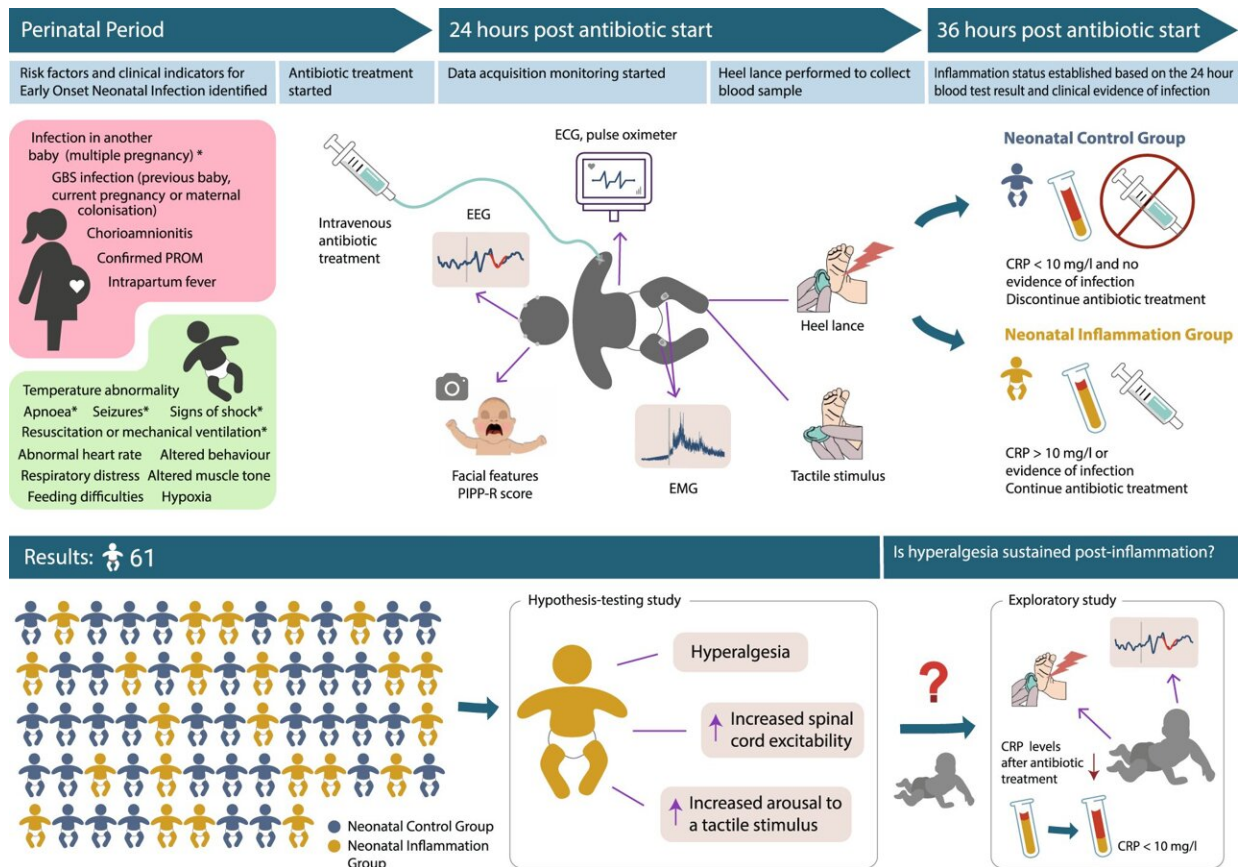 Perinatal Period
24 hours post antibiotic start
36 hours post antibiotic start
Risk factors and clinical indicators for
Early Onset Neonatal Infection identified
Antibiotic treatment
started
Data acquisition monitoring started
Heel lance performed to collect
blood sample
Inflammation status established based on the 24 hour
blood test result and clinical evidence of infection
Infection in another
baby (multiple pregnancy) *
GBS infection (previous baby,
current pregnancy or maternal
colonisation)
Chorioamnionitis
Confirmed PROM
Intrapartum fever
Temperature abnormality
Apnoea* Seizures* Signs of shock*
Resuscitation or mechanical ventilation*
Abnormal heart rate Altered behaviour
Respiratory distress Altered muscle tone
Feeding difficulties Hypoxia
Intravenous
antibiotic
treatment
EEG
ECG, pulse oximeter
Facial features
PIPP-R score
EMG
Heel lance
Tactile stimulus
Neonatal Control Group
CRP < 10 mg/l and no
evidence of infection
Discontinue antibiotic treatment
Neonatal Inflammation Group
CRP > 10 mg/l or
evidence of infection
Continue antibiotic treatment
Results: 61
Is hyperalgesia sustained post-inflammation?
Neonatal Control Group
Neonatal Inflammation
Group
Hypothesis-testing study
Hyperalgesia
Increased spinal
cord excitability
Increased arousal to
a tactile stimulus
?
Exploratory study
CRP levels
after antibiotic
treatment
CRP < 10 mg/l